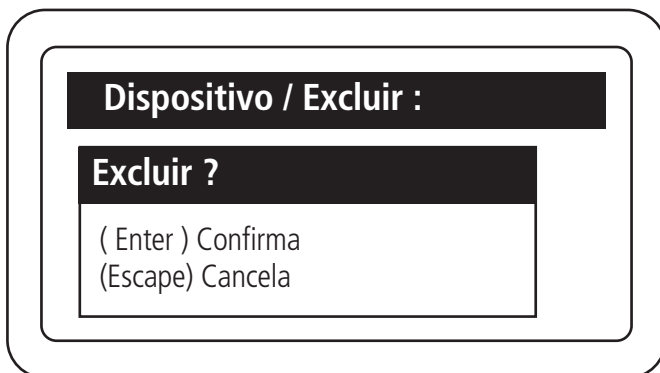 Dispositivo / Excluir :
Excluir ?
( Enter ) Confirma
(Escape) Cancela